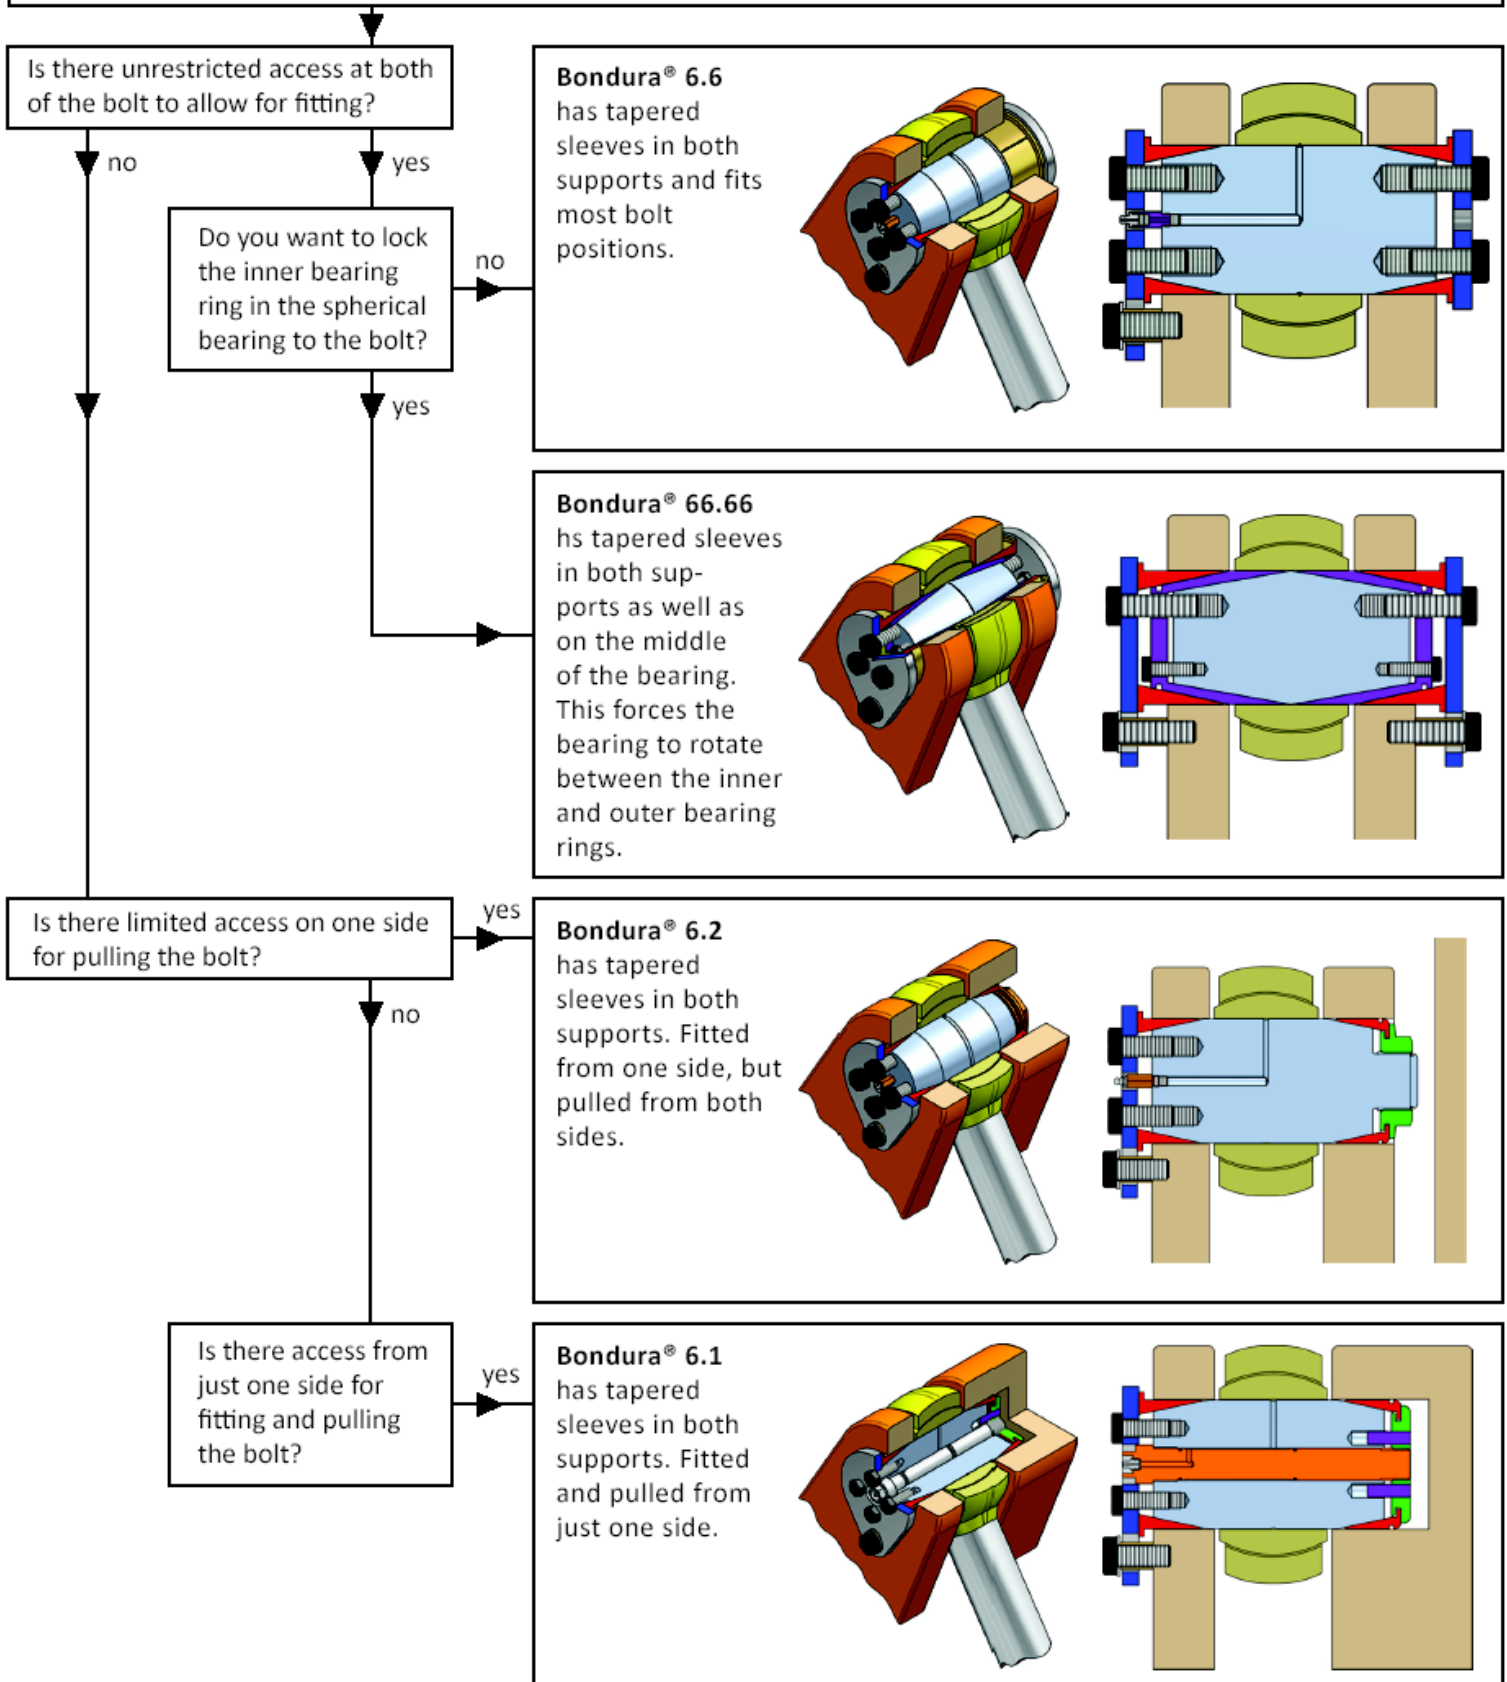 Is there unrestricted access at both
of the bolt to allow for fitting?
no
yes
Do you want to lock
the inner bearing
ring in the spherical
bearing to the bolt?
no
yes
Bondura® 6.6
has tapered
sleeves in both
supports and fits
most bolt
positions.
Bondura® 66.66
hs tapered sleeves
in both sup-
ports as well as
on the middle
of the bearing.
This forces the
bearing to rotate
between the inner
and outer bearing
rings.
Is there limited access on one side
for pulling the bolt?
yes
no
Bondura® 6.2
has tapered
sleeves in both
supports. Fitted
from one side, but
pulled from both
sides.
Is there access from
just one side for
fitting and pulling
the bolt?
yes
Bondura® 6.1
has tapered
sleeves in both
supports. Fitted
and pulled from
just one side.